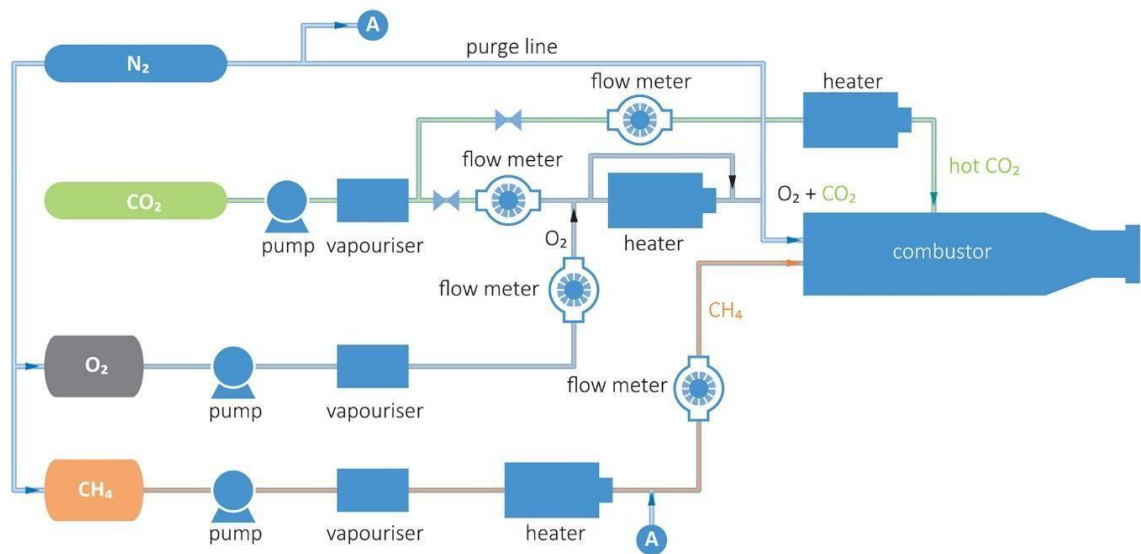 A
N₂
purge line
flow meter
heater
flow meter
CO₂
hot CO₂
O₂ + CO₂
pump
vapouriser
O₂
heater
flow meter
combustor
CH₄
O₂
flow meter
pump
vapouriser
CH₄
pump
vapouriser
heater
A